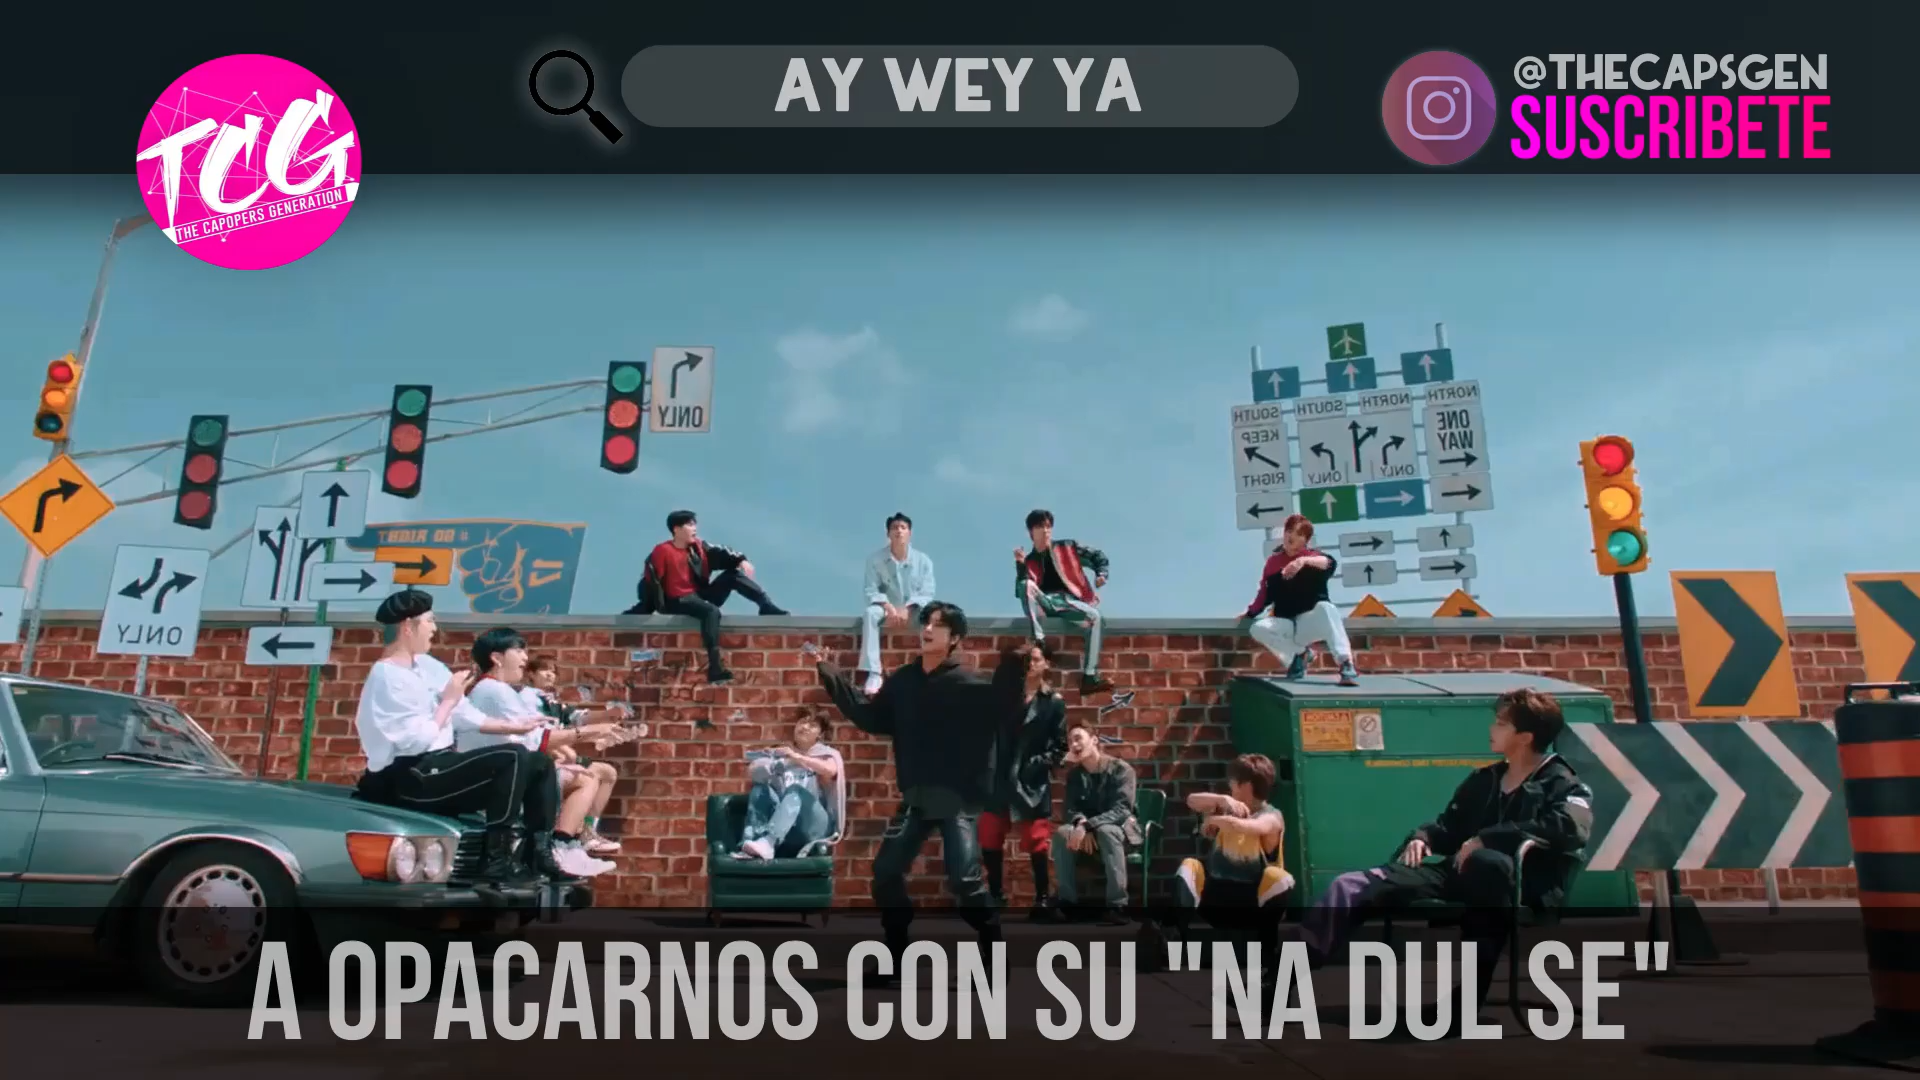 AY WEY YA
@THECAPSGEN
SUSCRIBETE
TCG
THE CAPOPERS GENERATION
ONLY
SOUTH
SOUTH
NORTH
NORTH
KEEP
RIGHT
ONLY
ONLY
ONE
WAY
ONLY
A OPACARNOS CON SU "NA DUL SE"